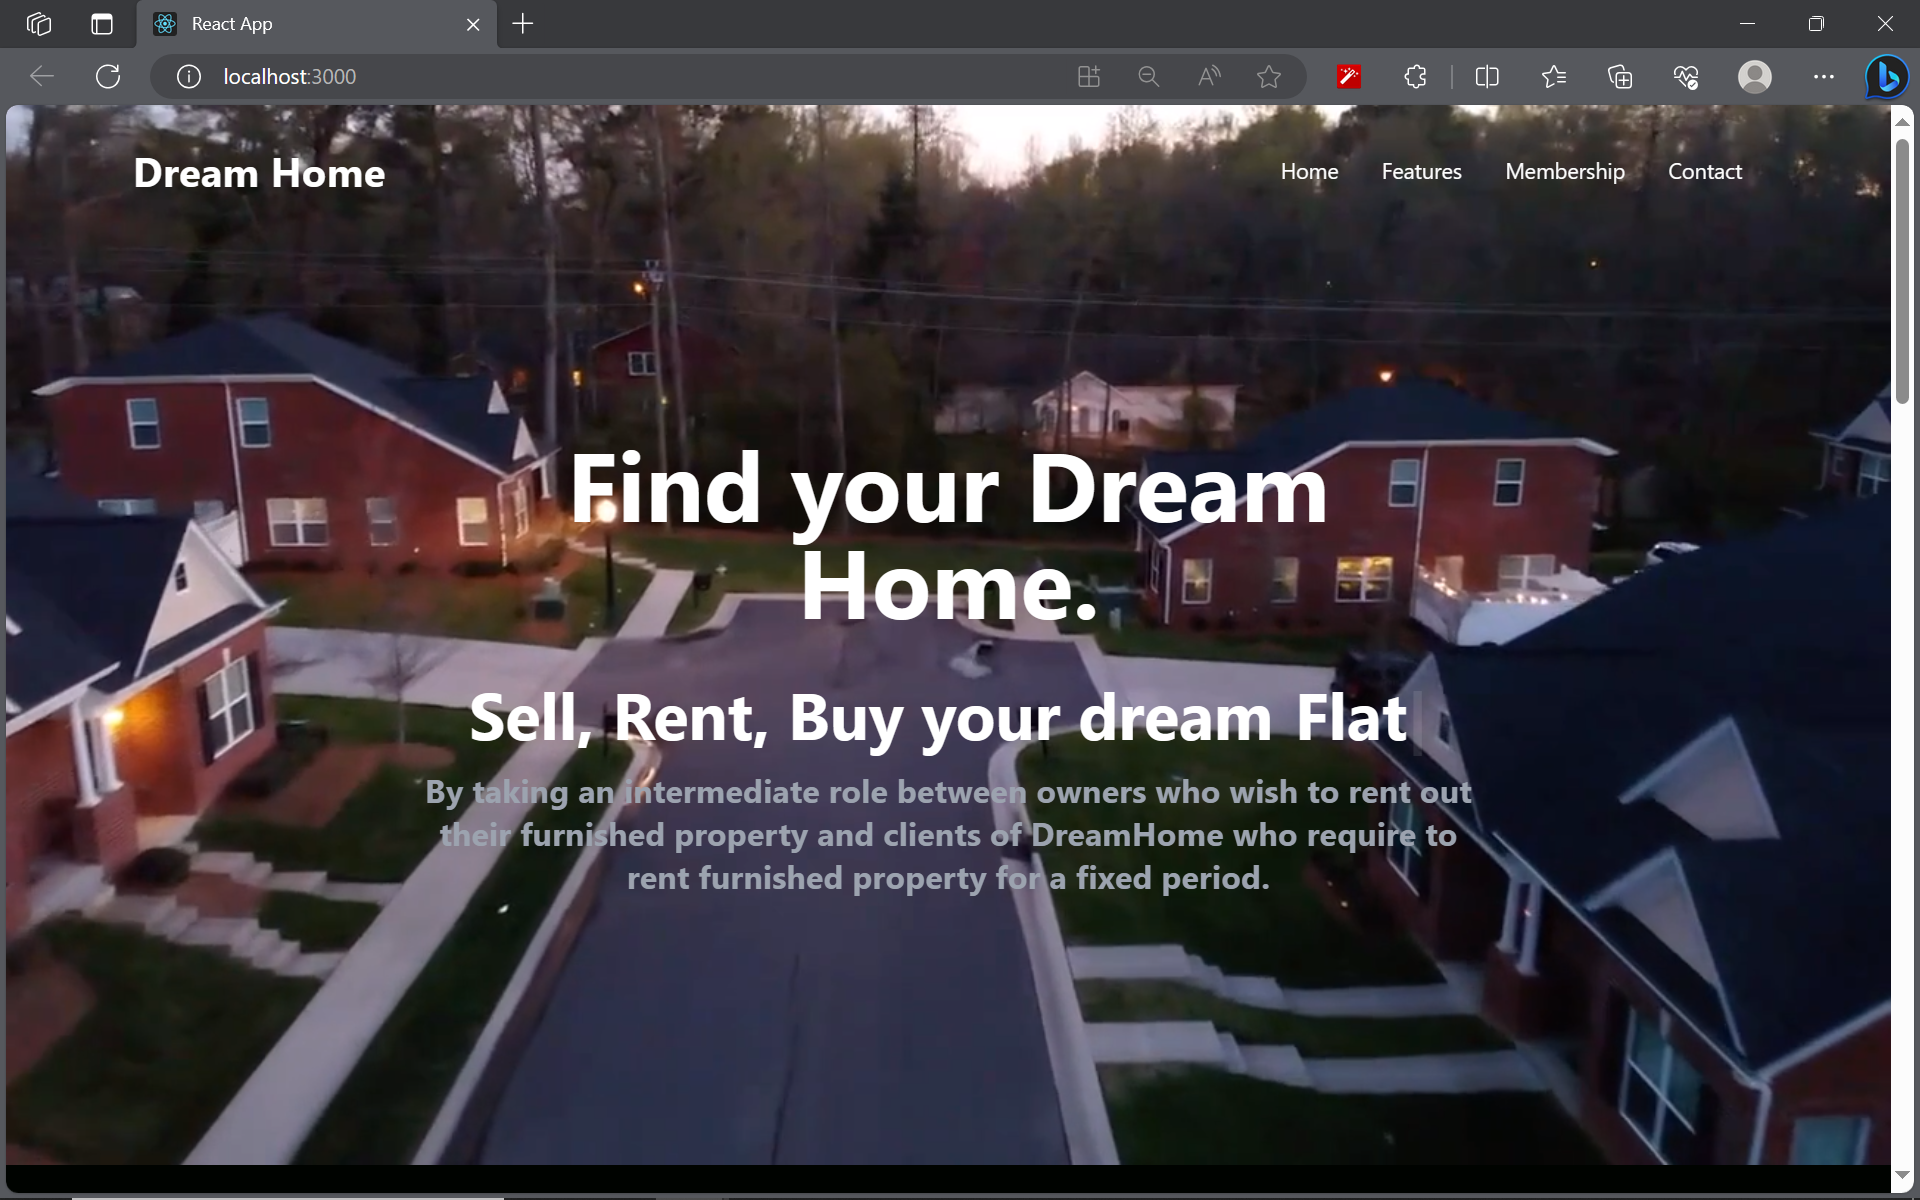 React App
localhost:3000
Dream Home
Home Features Membership Contact
Find your Dream
Home.
Sell, Rent, Buy your dream Flat
By taking an intermediate role between owners who wish to rent out
their furnished property and clients of DreamHome who require to
rent furnished property for a fixed period.